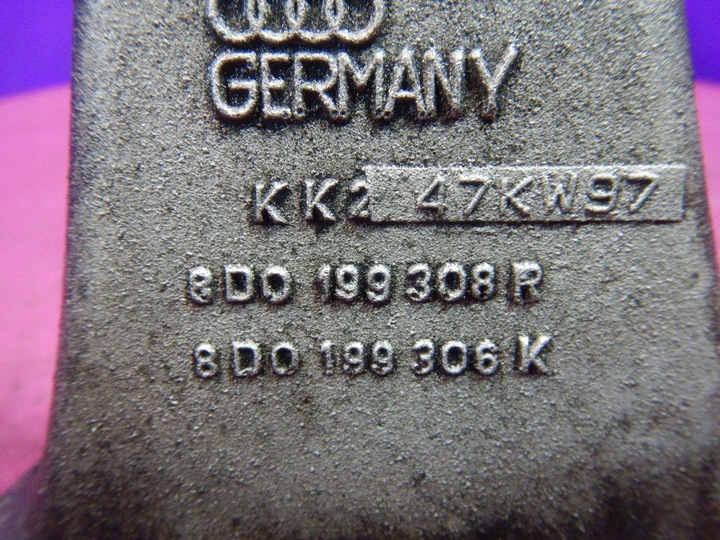 GERMANY
KK2 47KW97
8D0 199 308 R
8D0 199 306 K